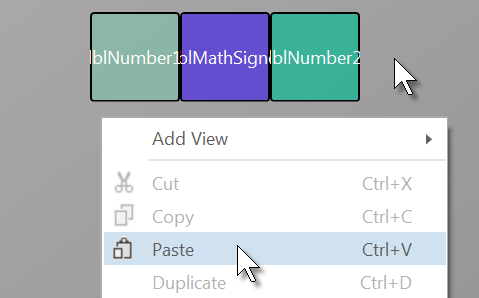 lblNumber1 lblMathSign lblNumber2
Add View
Cut Ctrl+X
Copy Ctrl+C
Paste Ctrl+V
Duplicate Ctrl+D